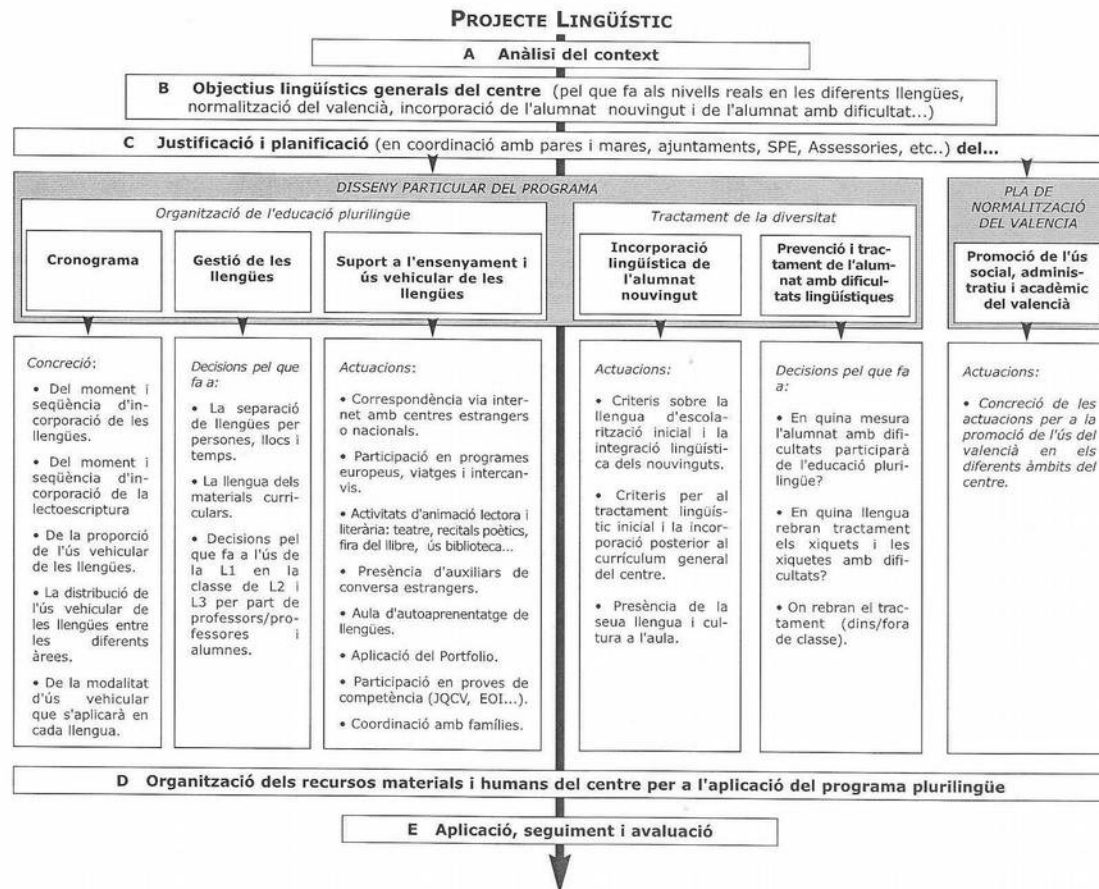 PROJECTE LINGÜÍSTIC
A Anàlisi del context
B Objectius lingüístics generals del centre (pel que fa als nivells reals en les diferents llengües,
normalització del valencià, incorporació de l'alumnat nouvingut i de l'alumnat amb dificultat...)
C Justificació i planificació (en coordinació amb pares i mares, ajuntaments, SPE, Assessories, etc..) del...
DISSENY PARTICULAR DEL PROGRAMA
Organització de l'educació plurilingüe
Cronograma
Gestió de les
llengües
Suport a l'ensenyament i
ús vehicular de les
llengües
Tractament de la diversitat
Incorporació
lingüística de
l'alumnat
nouvingut
Prevenció i trac-
tament de l'alum-
nat amb dificul-
tats lingüístiques
PLA DE
NORMALITZACIÓ
DEL VALENCIA
Promoció de l'ús
social, adminis-
tratiu i acadèmic
del valencià
Concreció:
• Del moment i
seqüència d'in-
corporació de les
llengües.
• Del moment i
seqüència d'in-
corporació de la
lectoescriptura
• De la proporció
de l'ús vehicular
de les llengües.
• La distribució de
l'ús vehicular de
les llengües entre
les diferents
àrees.
• De la modalitat
d'ús vehicular
que s'aplicarà en
cada llengua.
Decisions pel que
fa a:
• La separació
de llengües per
persones, llocs i
temps.
• La llengua dels
materials curri-
culars.
• Decisions pel
que fa a l'ús de
la L1 en la
classe de L2 i
L3 per part de
professors/pro-
fessores i
alumnes.
Actuacions:
• Correspondència via inter-
net amb centres estrangers
o nacionals.
• Participació en programes
europeus, viatges i intercan-
vis.
• Activitats d'animació lectora i
literària: teatre, recitals poètics,
fira del llibre, ús biblioteca...
• Presència d'auxiliars de
conversa estrangers.
• Aula d'autoaprenentatge de
llengües.
• Aplicació del Portfolio.
• Participació en proves de
competència (JQCV, EOI...).
• Coordinació amb famílies.
Actuacions:
• Criteris sobre la
llengua d'escola-
rització inicial i la
integració lingüística
dels nouvinguts.
• Criteris per al
tractament lingüís-
tic inicial i la incor-
poració posterior al
currículum general
del centre.
• Presència de la
seua llengua i cultu-
ra a l'aula.
Decisions pel que fa
a:
• En quina mesura
l'alumnat amb difi-
cultats participarà
de l'educació pluri-
lingüe?
• En quina llengua
rebran tractament
els xiquets i les
xiquetes amb difi-
cultats?
• On rebran el trac-
tament (dins/fora
de classe).
Actuacions:
• Concreció de les
actuacions per a la
promoció de l'ús del
valencià en els
diferents àmbits del
centre.
D Organització dels recursos materials i humans del centre per a l'aplicació del programa plurilingüe
E Aplicació, seguiment i avaluació